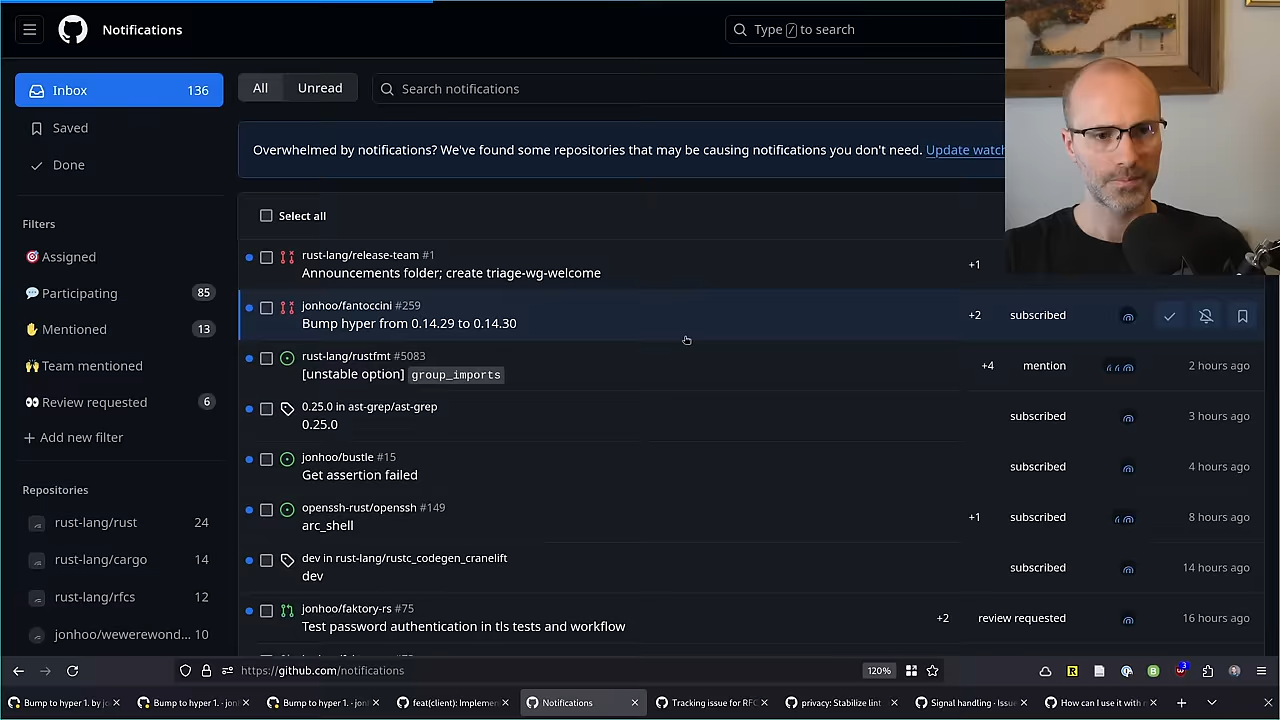 Notifications
Type / to search
Inbox 136
Saved
Done
Filters
🎯 Assigned
💬 Participating 85
✋ Mentioned 13
🙌 Team mentioned
👀 Review requested 6
+ Add new filter
Repositories
rust-lang/rust 24
rust-lang/cargo 14
rust-lang/rfcs 12
jonhoo/wewerewond... 10
All Unread
Search notifications
Overwhelmed by notifications? We've found some repositories that may be causing notifications you don't need. Update watch
Select all
rust-lang/release-team #1
Announcements folder; create triage-wg-welcome
+1
jonhoo/fantoccini #259
Bump hyper from 0.14.29 to 0.14.30
+2 subscribed
rust-lang/rustfmt #5083
[unstable option] group_imports
+4 mention 2 hours ago
0.25.0 in ast-grep/ast-grep
0.25.0
subscribed 3 hours ago
jonhoo/bustle #15
Get assertion failed
subscribed 4 hours ago
openssh-rust/openssh #149
arc_shell
+1 subscribed 8 hours ago
dev in rust-lang/rustc_codegen_cranelift
dev
subscribed 14 hours ago
jonhoo/faktory-rs #75
Test password authentication in tls tests and workflow
+2 review requested 16 hours ago
https://github.com/notifications
120%
3
Bump to hyper 1. by jo
Bump to hyper 1. · jon
Bump to hyper 1. · jon
feat(client): Implemen
Notifications
Tracking issue for RFC
privacy: Stabilize lint
Signal handling · Issue
How can I use it with